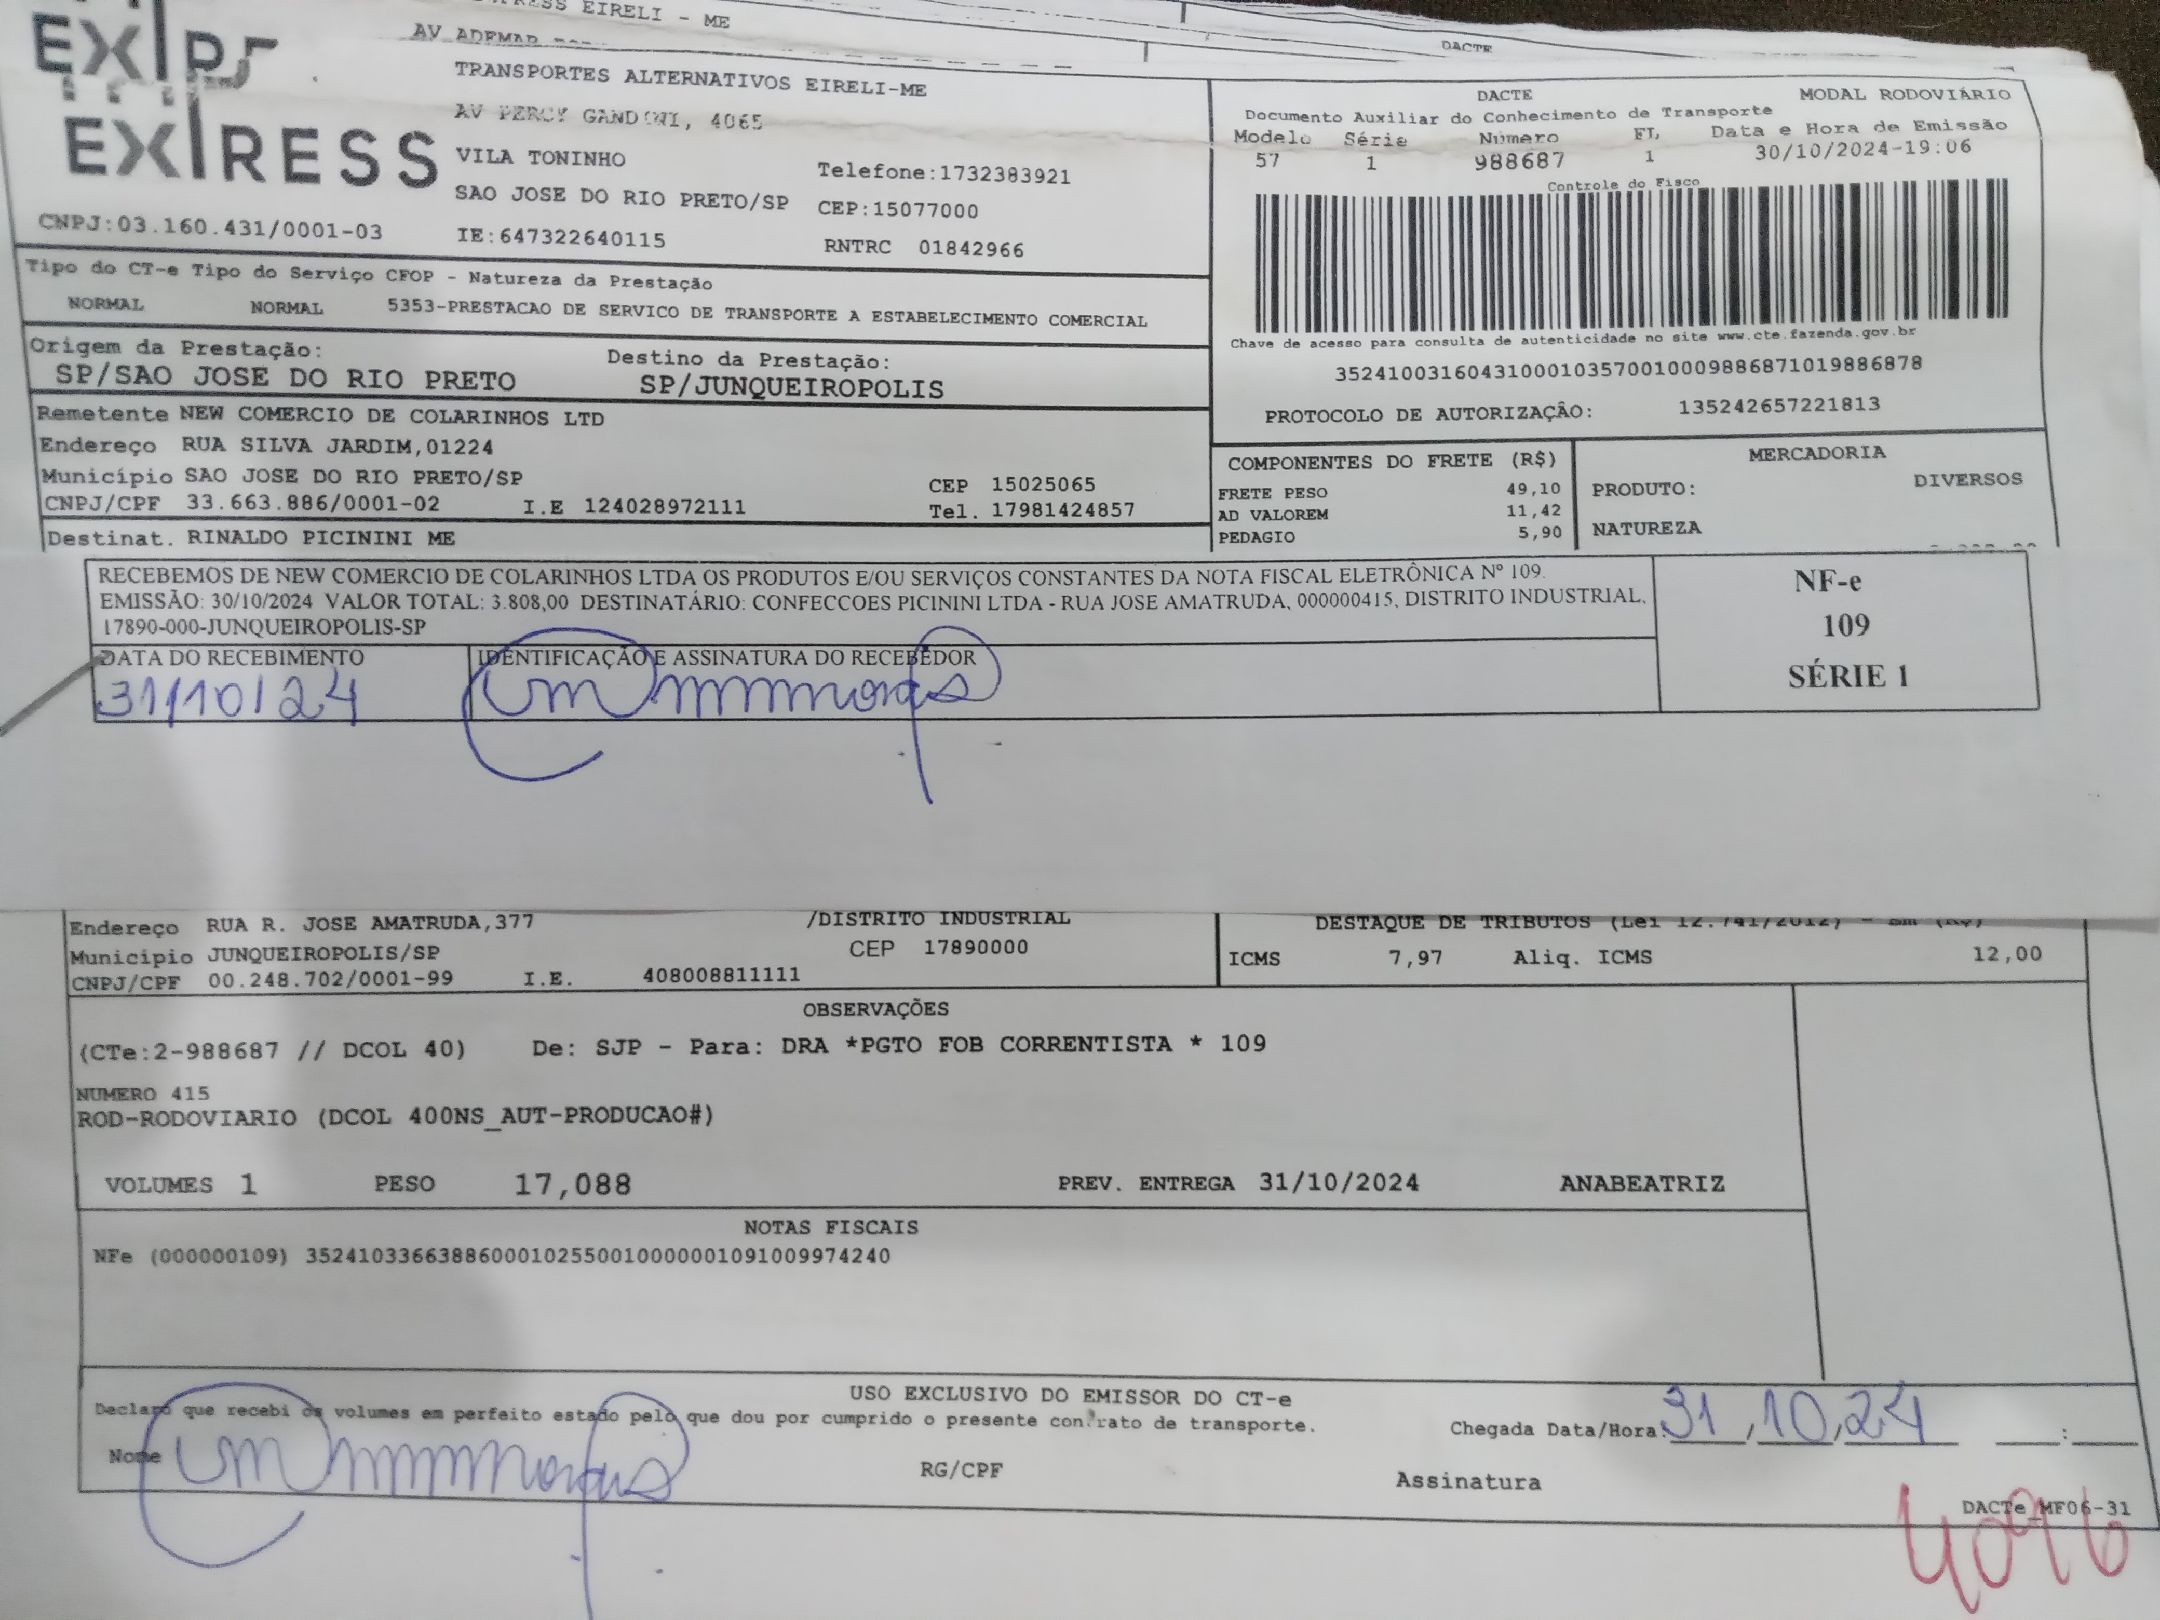 EIRELI - ME
DACTE
EXPRESS
TRANSPORTES ALTERNATIVOS EIRELI-ME
AV PERCY GANDINI, 4065
VILA TONINHO
Telefone:1732383921
SAO JOSE DO RIO PRETO/SP CEP:15077000
CNPJ:03.160.431/0001-03 IE:647322640115 RNTRC 01842966
DACTE MODAL RODOVIÁRIO
Documento Auxiliar do Conhecimento de Transporte
Modelo Série Número FL Data e Hora de Emissão
57 1 988687 1 30/10/2024-19:06
Controle do Fisco
Chave de acesso para consulta de autenticidade no site www.cte.fazenda.gov.br
35241003160431000103570010009886871019886878
PROTOCOLO DE AUTORIZAÇÃO: 135242657221813
Tipo do CT-e Tipo do Serviço CFOP - Natureza da Prestação
NORMAL NORMAL 5353-PRESTACAO DE SERVICO DE TRANSPORTE A ESTABELECIMENTO COMERCIAL
Origem da Prestação: Destino da Prestação:
SP/SAO JOSE DO RIO PRETO SP/JUNQUEIROPOLIS
Remetente NEW COMERCIO DE COLARINHOS LTD
Endereço RUA SILVA JARDIM,01224
Município SAO JOSE DO RIO PRETO/SP CEP 15025065
CNPJ/CPF 33.663.886/0001-02 I.E 124028972111 Tel. 17981424857
Destinat. RINALDO PICININI ME
COMPONENTES DO FRETE (R$)
FRETE PESO 49,10
AD VALOREM 11,42
PEDAGIO 5,90
MERCADORIA
PRODUTO: DIVERSOS
NATUREZA
RECEBEMOS DE NEW COMERCIO DE COLARINHOS LTDA OS PRODUTOS E/OU SERVIÇOS CONSTANTES DA NOTA FISCAL ELETRÔNICA Nº 109.
EMISSÃO: 30/10/2024 VALOR TOTAL: 3.808,00 DESTINATÁRIO: CONFECCOES PICININI LTDA - RUA JOSE AMATRUDA, 000000415, DISTRITO INDUSTRIAL,
17890-000-JUNQUEIROPOLIS-SP
DATA DO RECEBIMENTO IDENTIFICAÇÃO E ASSINATURA DO RECEBEDOR
31/10/24
NF-e
109
SÉRIE 1
Endereço RUA R. JOSE AMATRUDA,377 /DISTRITO INDUSTRIAL
Município JUNQUEIROPOLIS/SP CEP 17890000
CNPJ/CPF 00.248.702/0001-99 I.E. 408008811111
DESTAQUE DE TRIBUTOS (Lei 12.741/2012) - Em (R$)
ICMS 7,97 Aliq. ICMS 12,00
OBSERVAÇÕES
(CTe:2-988687 // DCOL 40) De: SJP - Para: DRA *PGTO FOB CORRENTISTA * 109
NUMERO 415
ROD-RODOVIARIO (DCOL 400NS_AUT-PRODUCAO#)
VOLUMES 1 PESO 17,088 PREV. ENTREGA 31/10/2024 ANABEATRIZ
NOTAS FISCAIS
NFe (000000109) 35241033663886000102550010000001091009974240
USO EXCLUSIVO DO EMISSOR DO CT-e
Declaro que recebi os volumes em perfeito estado pelo que dou por cumprido o presente contrato de transporte.
Chegada Data/Hora: 31,10,24 :
Nome RG/CPF Assinatura
DACTe_MF06-31
4096